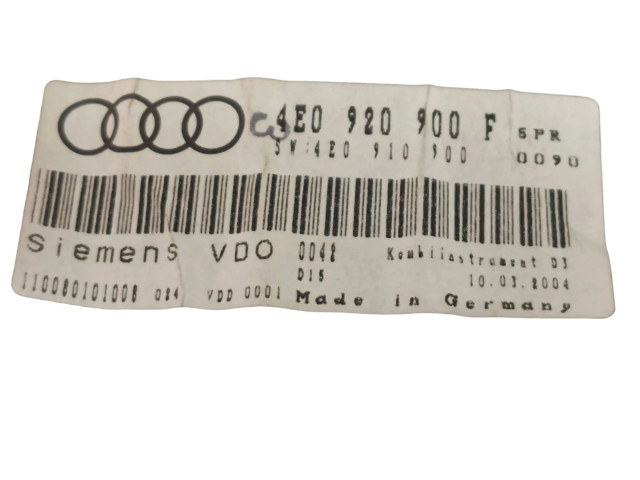 4E0 920 900 F 5PR
SW:4E0 910 900 0090
Siemens VDO 0042 Kombiinstrument D3
D15 10.03.2004
110080101008 024 VDD 0001 Made in Germany